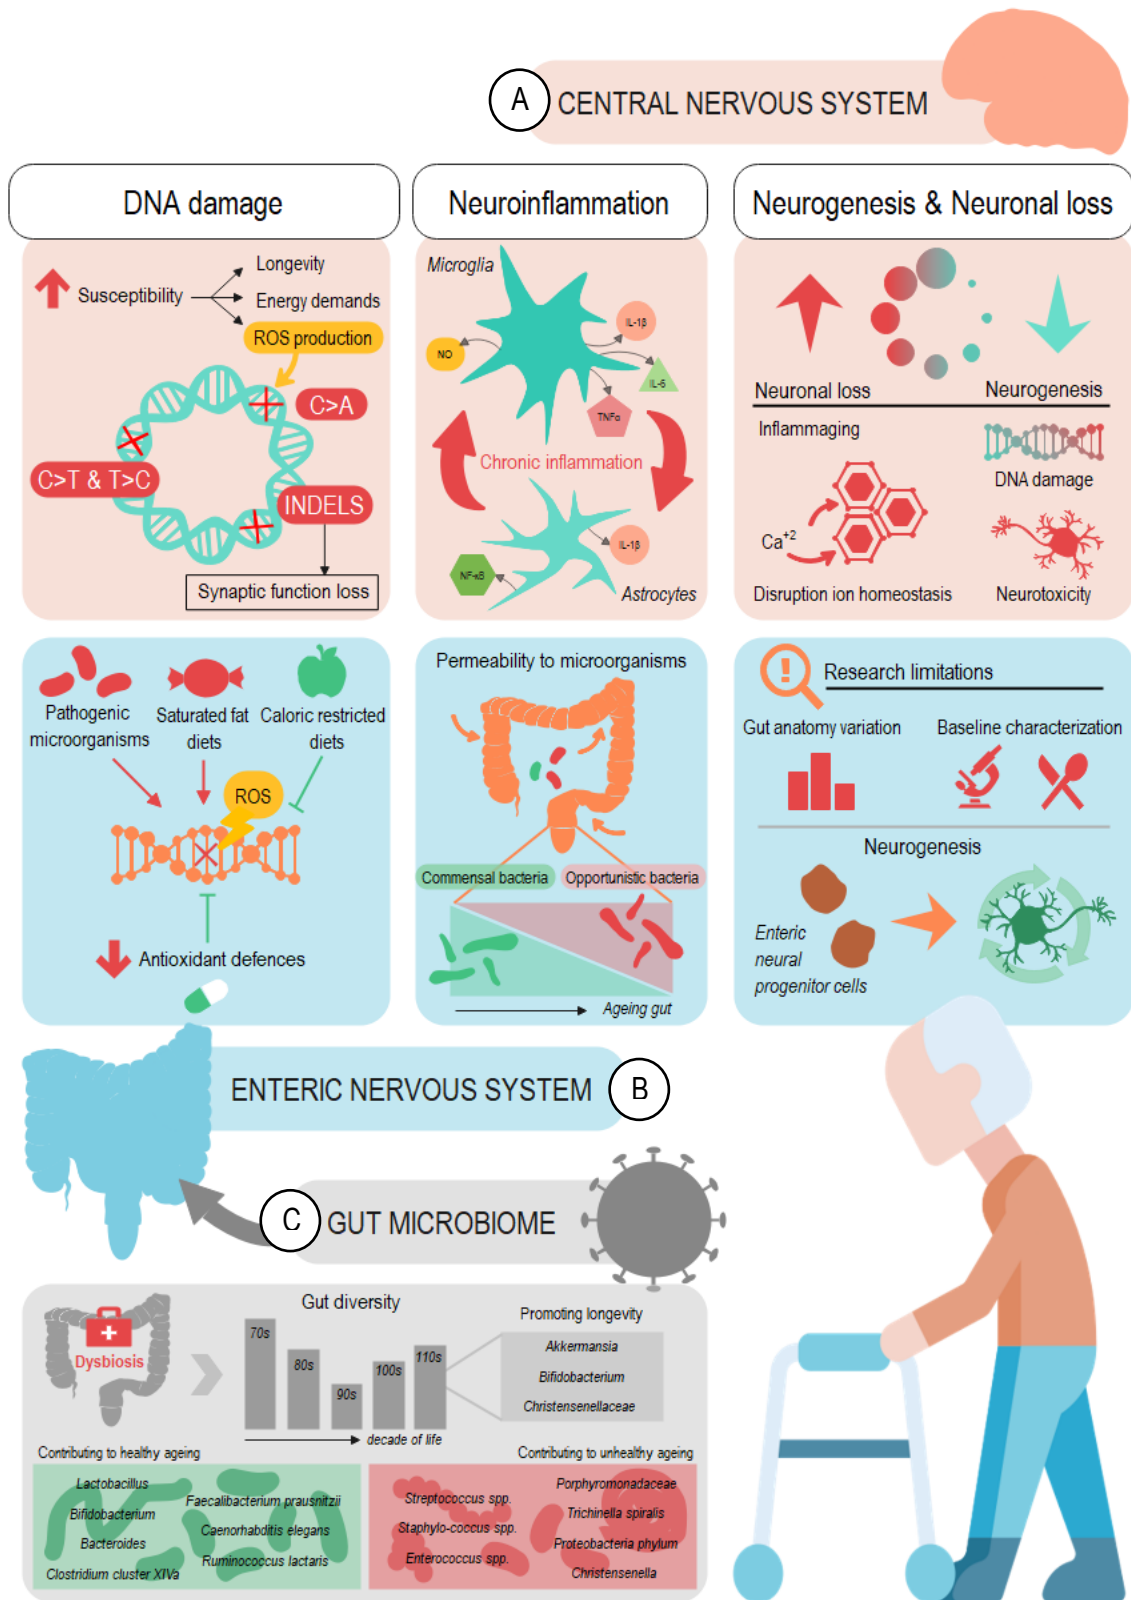 A
CENTRAL NERVOUS SYSTEM
DNA damage
Neuroinflammation
Neurogenesis & Neuronal loss
Susceptibility
Longevity
Energy demands
ROS production
C>A
C>T & T>C
INDELS
Synaptic function loss
Microglia
NO
IL-1β
IL-6
TNFα
Chronic inflammation
IL-1β
NF-κB
Astrocytes
Neuronal loss
Neurogenesis
Inflammaging
DNA damage
Ca+2
Disruption ion homeostasis
Neurotoxicity
Pathogenic
microorganisms
Saturated fat
diets
Caloric restricted
diets
ROS
Antioxidant defences
Permeability to microorganisms
Commensal bacteria
Opportunistic bacteria
Ageing gut
!
Research limitations
Gut anatomy variation
Baseline characterization
Neurogenesis
Enteric
neural
progenitor cells
ENTERIC NERVOUS SYSTEM
B
C
GUT MICROBIOME
Dysbiosis
Gut diversity
70s
80s
90s
100s
110s
decade of life
Promoting longevity
Akkermansia
Bifidobacterium
Christensenellaceae
Contributing to healthy ageing
Lactobacillus
Bifidobacterium
Bacteroides
Clostridium cluster XIVa
Faecalibacterium prausnitzii
Caenorhabditis elegans
Ruminococcus lactaris
Contributing to unhealthy ageing
Streptococcus spp.
Staphylo-coccus spp.
Enterococcus spp.
Porphyromonadaceae
Trichinella spiralis
Proteobacteria phylum
Christensenella